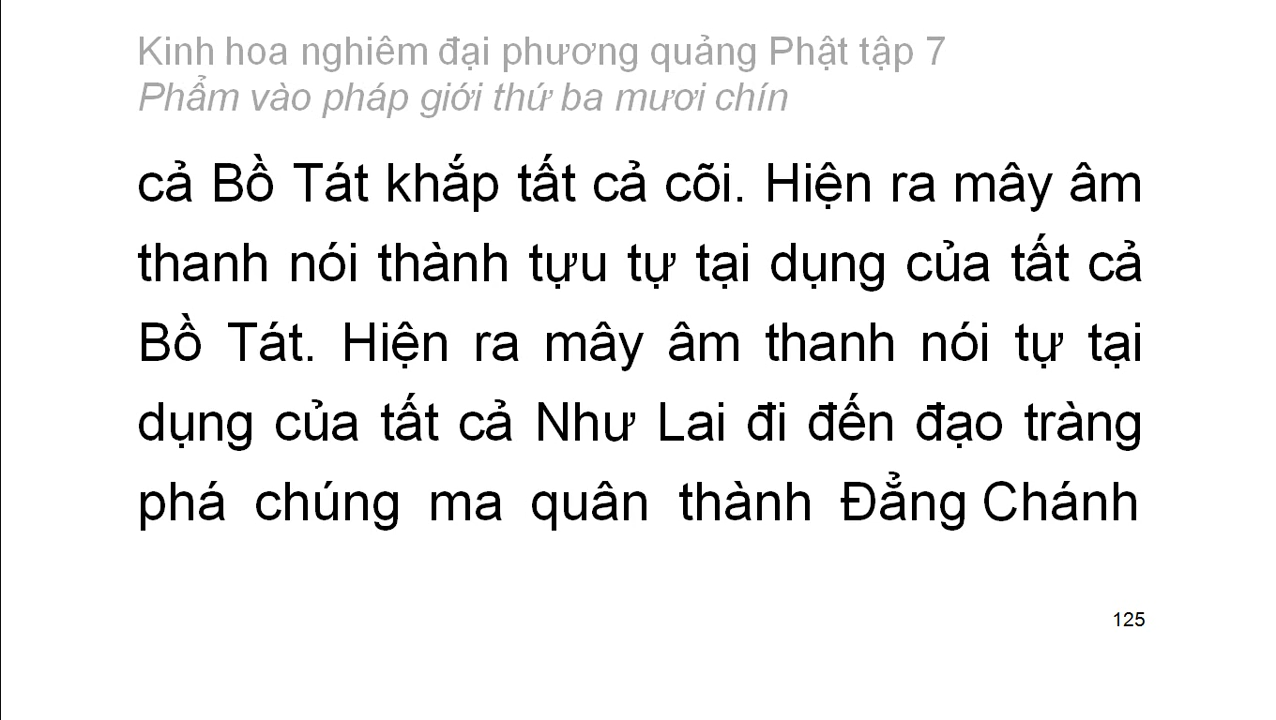 Kinh hoa nghiêm đại phương quảng Phật tập 7
Phẩm vào pháp giới thứ ba mươi chín
cả Bồ Tát khắp tất cả cõi. Hiện ra mây âm
thanh nói thành tựu tự tại dụng của tất cả
Bồ Tát. Hiện ra mây âm thanh nói tự tại
dụng của tất cả Như Lai đi đến đạo tràng
phá chúng ma quân thành Đẳng Chánh
125